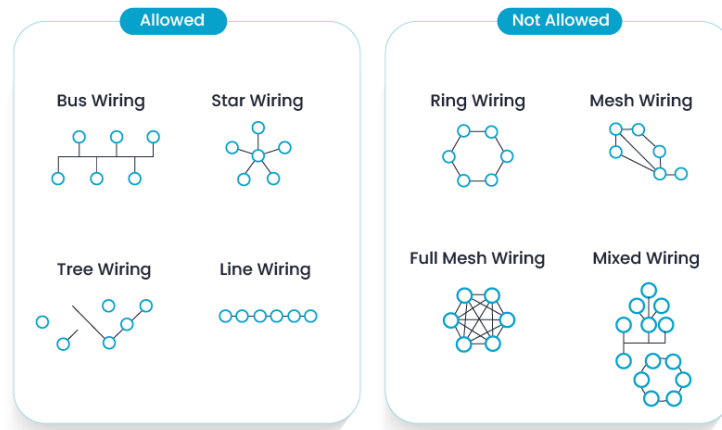 Allowed
Not Allowed
Bus Wiring
Star Wiring
Ring Wiring
Mesh Wiring
Tree Wiring
Line Wiring
Full Mesh Wiring
Mixed Wiring